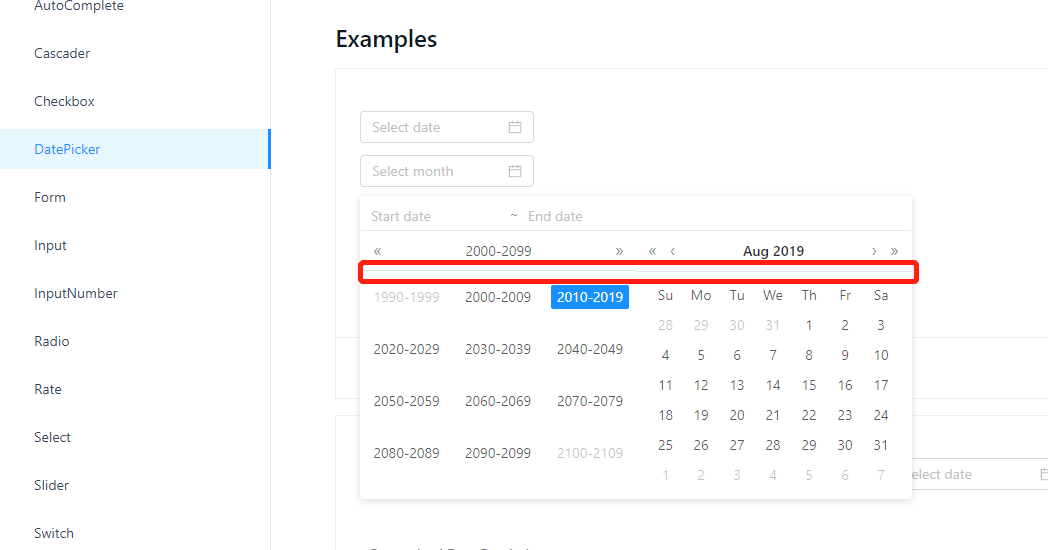 AutoComplete
Cascader
Checkbox
DatePicker
Form
Input
InputNumber
Radio
Rate
Select
Slider
Switch
Examples
Select date
Select month
Start date ~ End date
« 2000-2099 »
1990-1999 2000-2009 2010-2019
2020-2029 2030-2039 2040-2049
2050-2059 2060-2069 2070-2079
2080-2089 2090-2099 2100-2109
« ‹ Aug 2019 › »
Su Mo Tu We Th Fr Sa
28 29 30 31 1 2 3
4 5 6 7 8 9 10
11 12 13 14 15 16 17
18 19 20 21 22 23 24
25 26 27 28 29 30 31
1 2 3 4 5 6 7
elect date